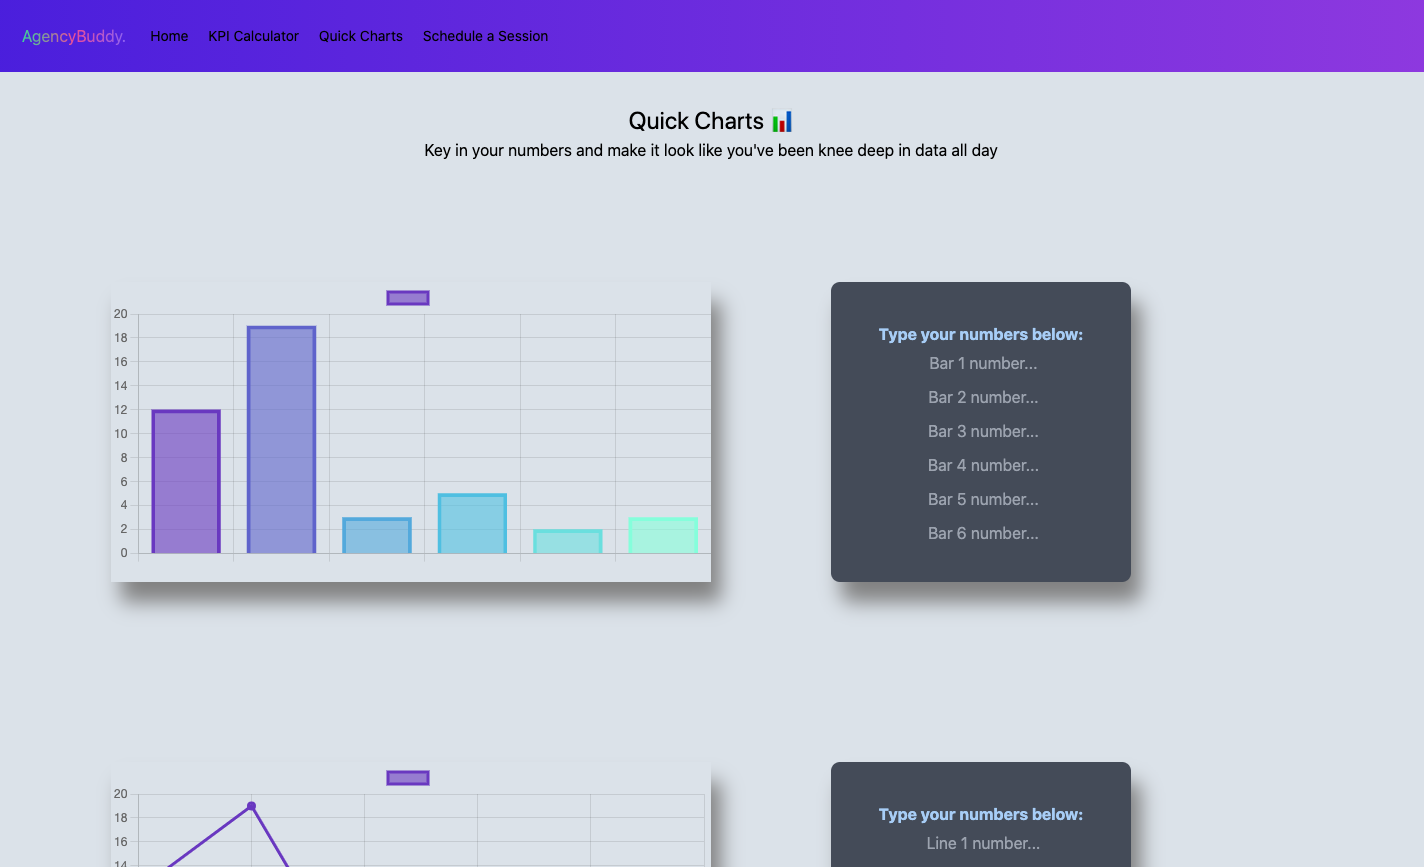 AgencyBuddy. Home KPI Calculator Quick Charts Schedule a Session
Quick Charts 📊
Key in your numbers and make it look like you've been knee deep in data all day
20
18
16
14
12
10
8
6
4
2
0
Type your numbers below:
Bar 1 number...
Bar 2 number...
Bar 3 number...
Bar 4 number...
Bar 5 number...
Bar 6 number...
20
18
16
14
Type your numbers below:
Line 1 number...